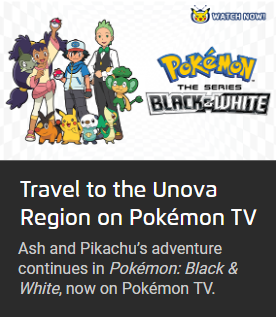 WATCH NOW!
POKéMON
THE SERIES
BLACK & WHITE
Travel to the Unova
Region on Pokémon TV
Ash and Pikachu's adventure
continues in Pokémon: Black &
White, now on Pokémon TV.